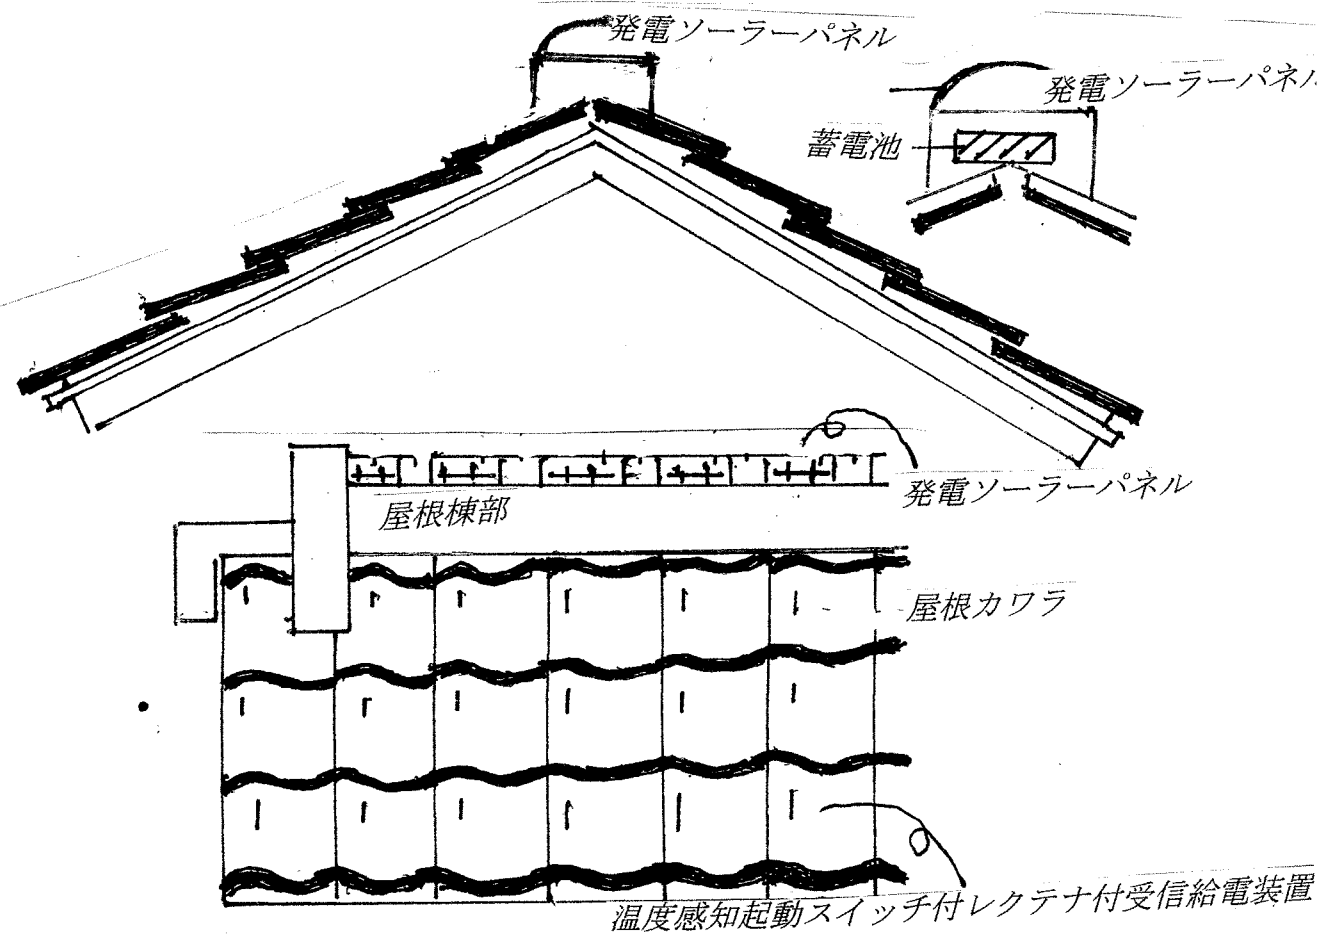 発電ソーラーパネル
発電ソーラーパネル
蓄電池
発電ソーラーパネル
屋根棟部
屋根カワラ
温度感知起動スイッチ付レクテナ付受信給電装置